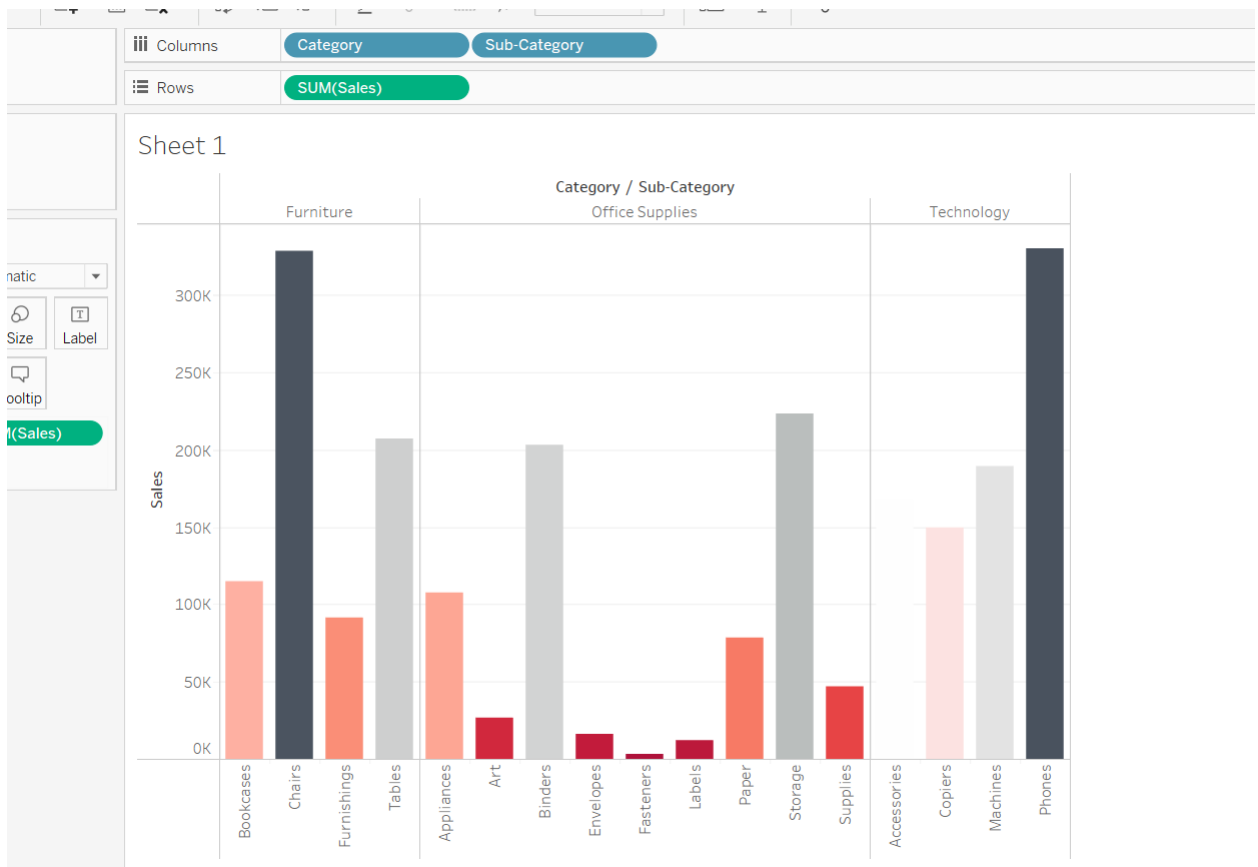 Columns
Category
Sub-Category
Rows
SUM(Sales)
Sheet 1
Category / Sub-Category
Furniture
Office Supplies
Technology
matic
Size
Label
ooltip
M(Sales)
Sales
300K
250K
200K
150K
100K
50K
0K
Bookcases
Chairs
Furnishings
Tables
Appliances
Art
Binders
Envelopes
Fasteners
Labels
Paper
Storage
Supplies
Accessories
Copiers
Machines
Phones